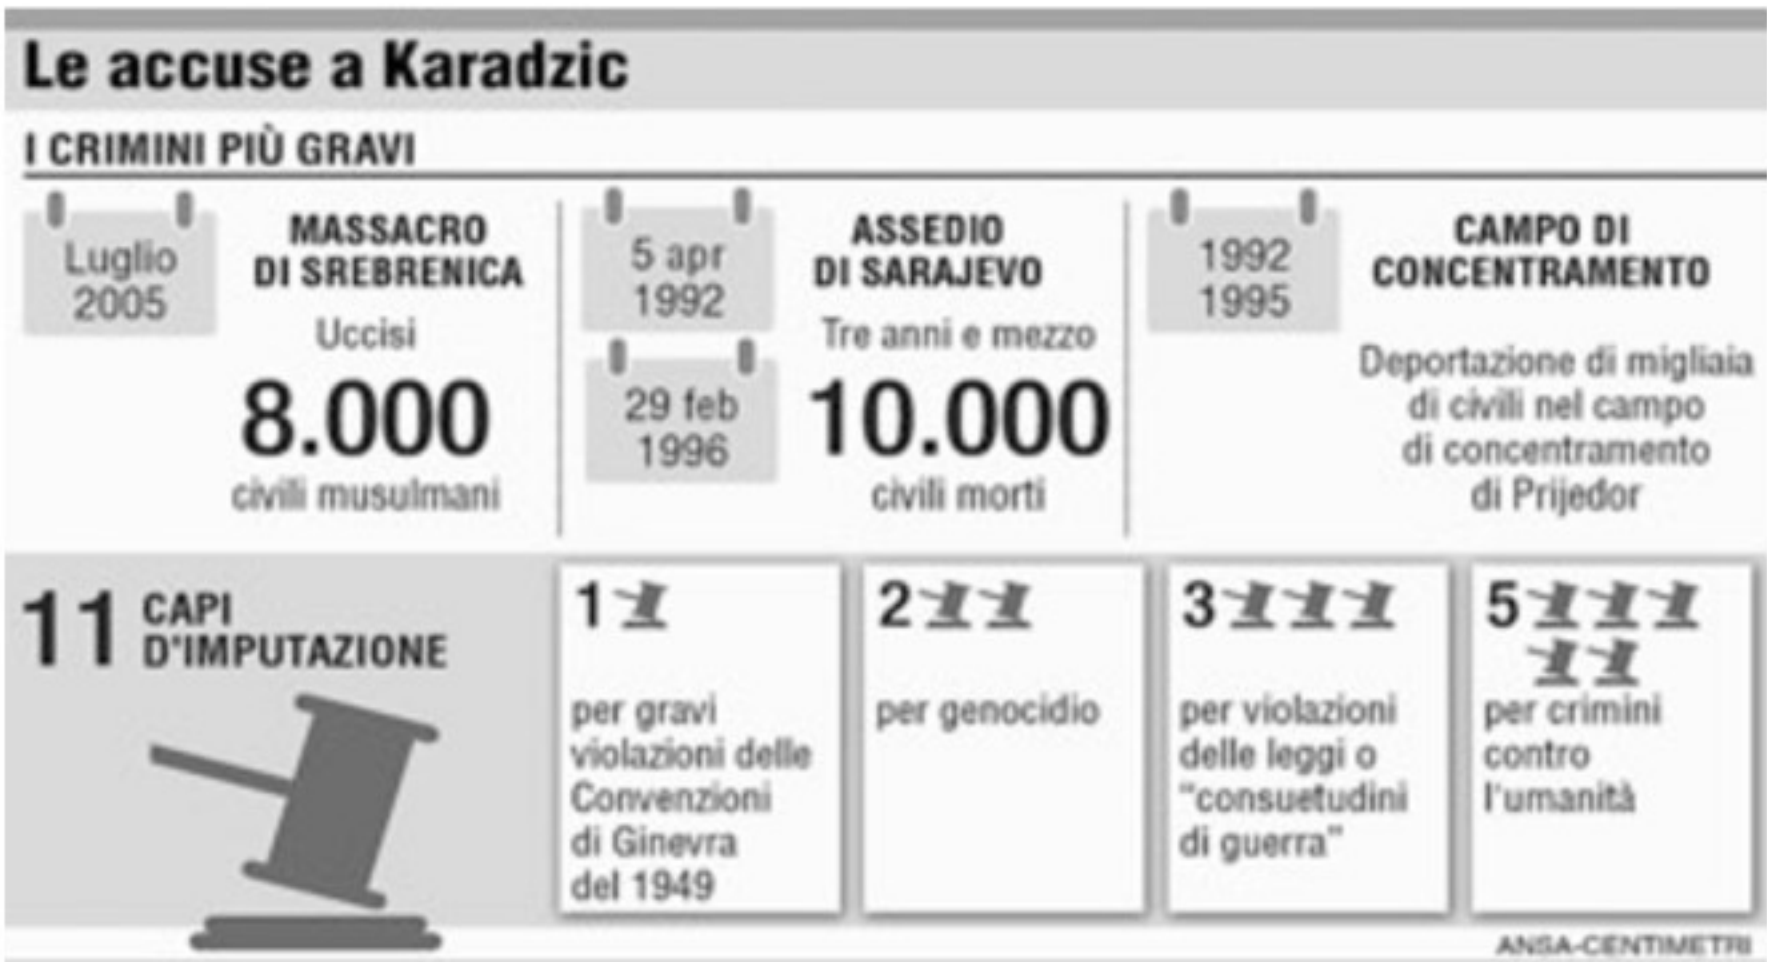 Le accuse a Karadzic
I CRIMINI PIÙ GRAVI
Luglio
2005
MASSACRO
DI SREBRENICA
Uccisi
8.000
civili musulmani
5 apr
1992
29 feb
1996
ASSEDIO
DI SARAJEVO
Tre anni e mezzo
10.000
civili morti
1992
1995
CAMPO DI
CONCENTRAMENTO
Deportazione di migliaia
di civili nel campo
di concentramento
di Prijedor
11 CAPI
D'IMPUTAZIONE
1
per gravi
violazioni delle
Convenzioni
di Ginevra
del 1949
2
per genocidio
3
per violazioni
delle leggi o
"consuetudini
di guerra"
5
per crimini
contro
l'umanità
ANSA-CENTIMETRI